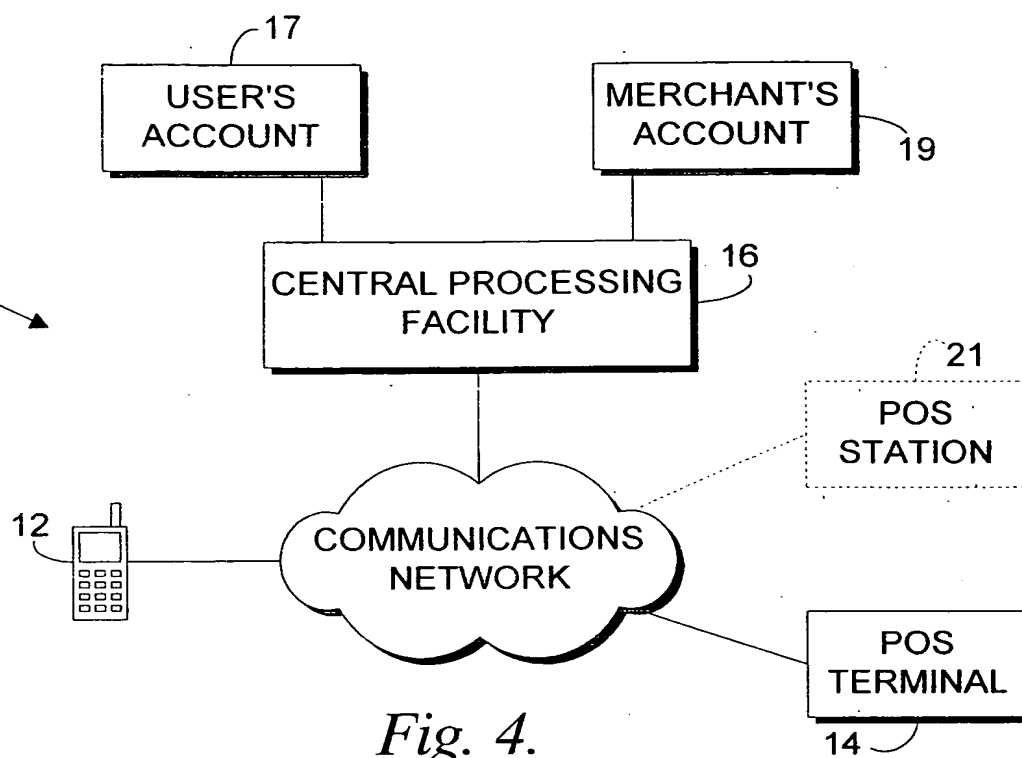 17
USER'S
ACCOUNT
MERCHANT'S
ACCOUNT
19
CENTRAL PROCESSING
FACILITY
16
21
POS
STATION
12
COMMUNICATIONS
NETWORK
POS
TERMINAL
14
Fig. 4.